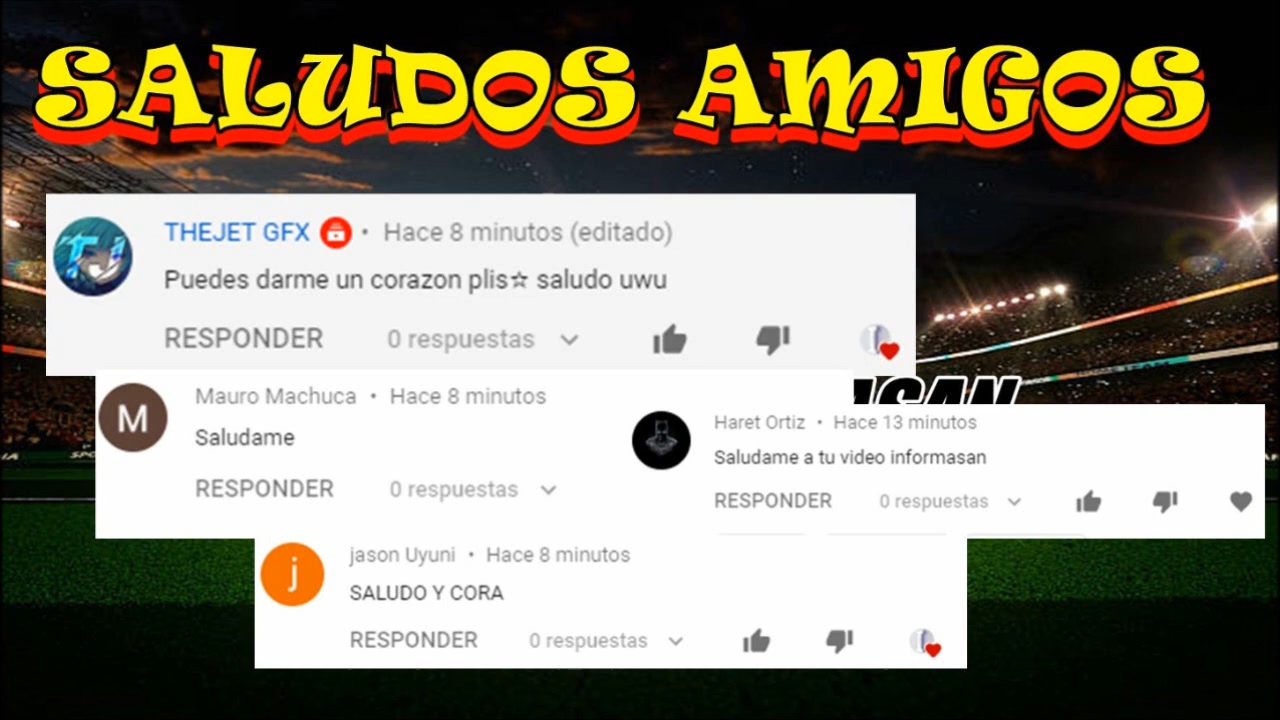 SALUDOS AMIGOS
THEJET GFX • Hace 8 minutos (editado)
Puedes darme un corazon plis☆ saludo uwu
RESPONDER 0 respuestas
Mauro Machuca • Hace 8 minutos
Saludame
RESPONDER 0 respuestas
Haret Ortiz • Hace 13 minutos
Saludame a tu video informasan
RESPONDER 0 respuestas
M
j
jason Uyuni • Hace 8 minutos
SALUDO Y CORA
RESPONDER 0 respuestas